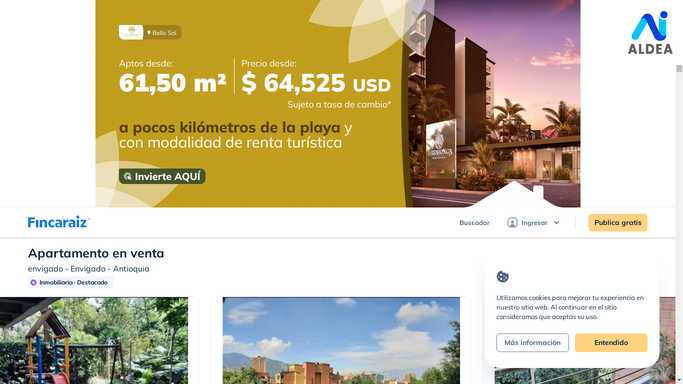 Bello Sol
Aptos desde:
61,50 m²
Precio desde:
$ 64,525 USD
Sujeto a tasa de cambio*
a pocos kilómetros de la playa y
con modalidad de renta turística
Invierte AQUÍ
ALDEA
Fincaraiz
Buscador
Ingresar
Publica gratis
Apartamento en venta
envigado - Envigado - Antioquia
Inmobiliaria · Destacado
Utilizamos cookies para mejorar tu experiencia en
nuestro sitio web. Al continuar en el sitio
consideramos que aceptas su uso.
Más información
Entendido